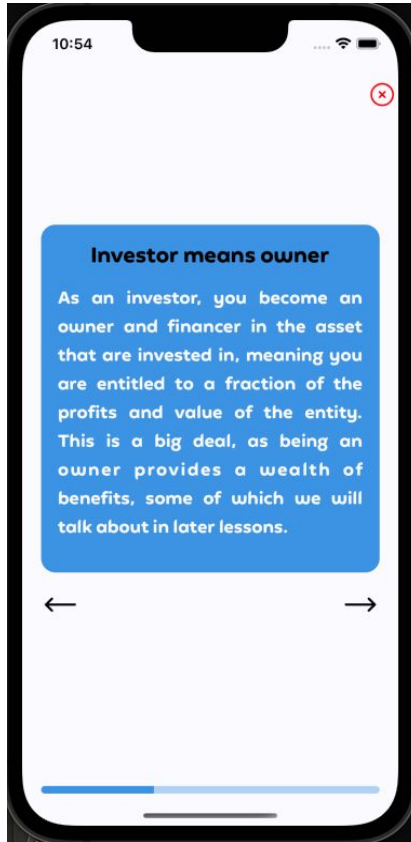 10:54
Investor means owner
As an investor, you become an
owner and financer in the asset
that are invested in, meaning you
are entitled to a fraction of the
profits and value of the entity.
This is a big deal, as being an
owner provides a wealth of
benefits, some of which we will
talk about in later lessons.